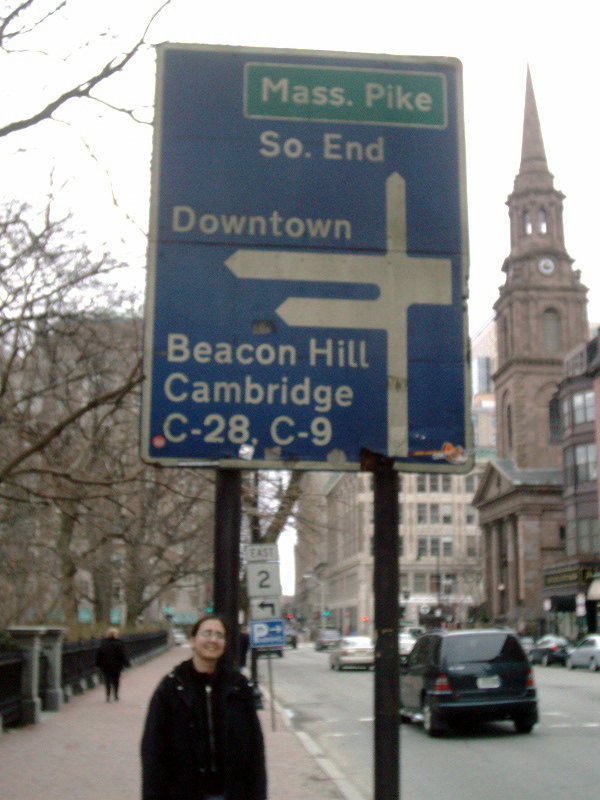 Mass. Pike
So. End
Downtown
Beacon Hill
Cambridge
C-28, C-9
EAST
2
P